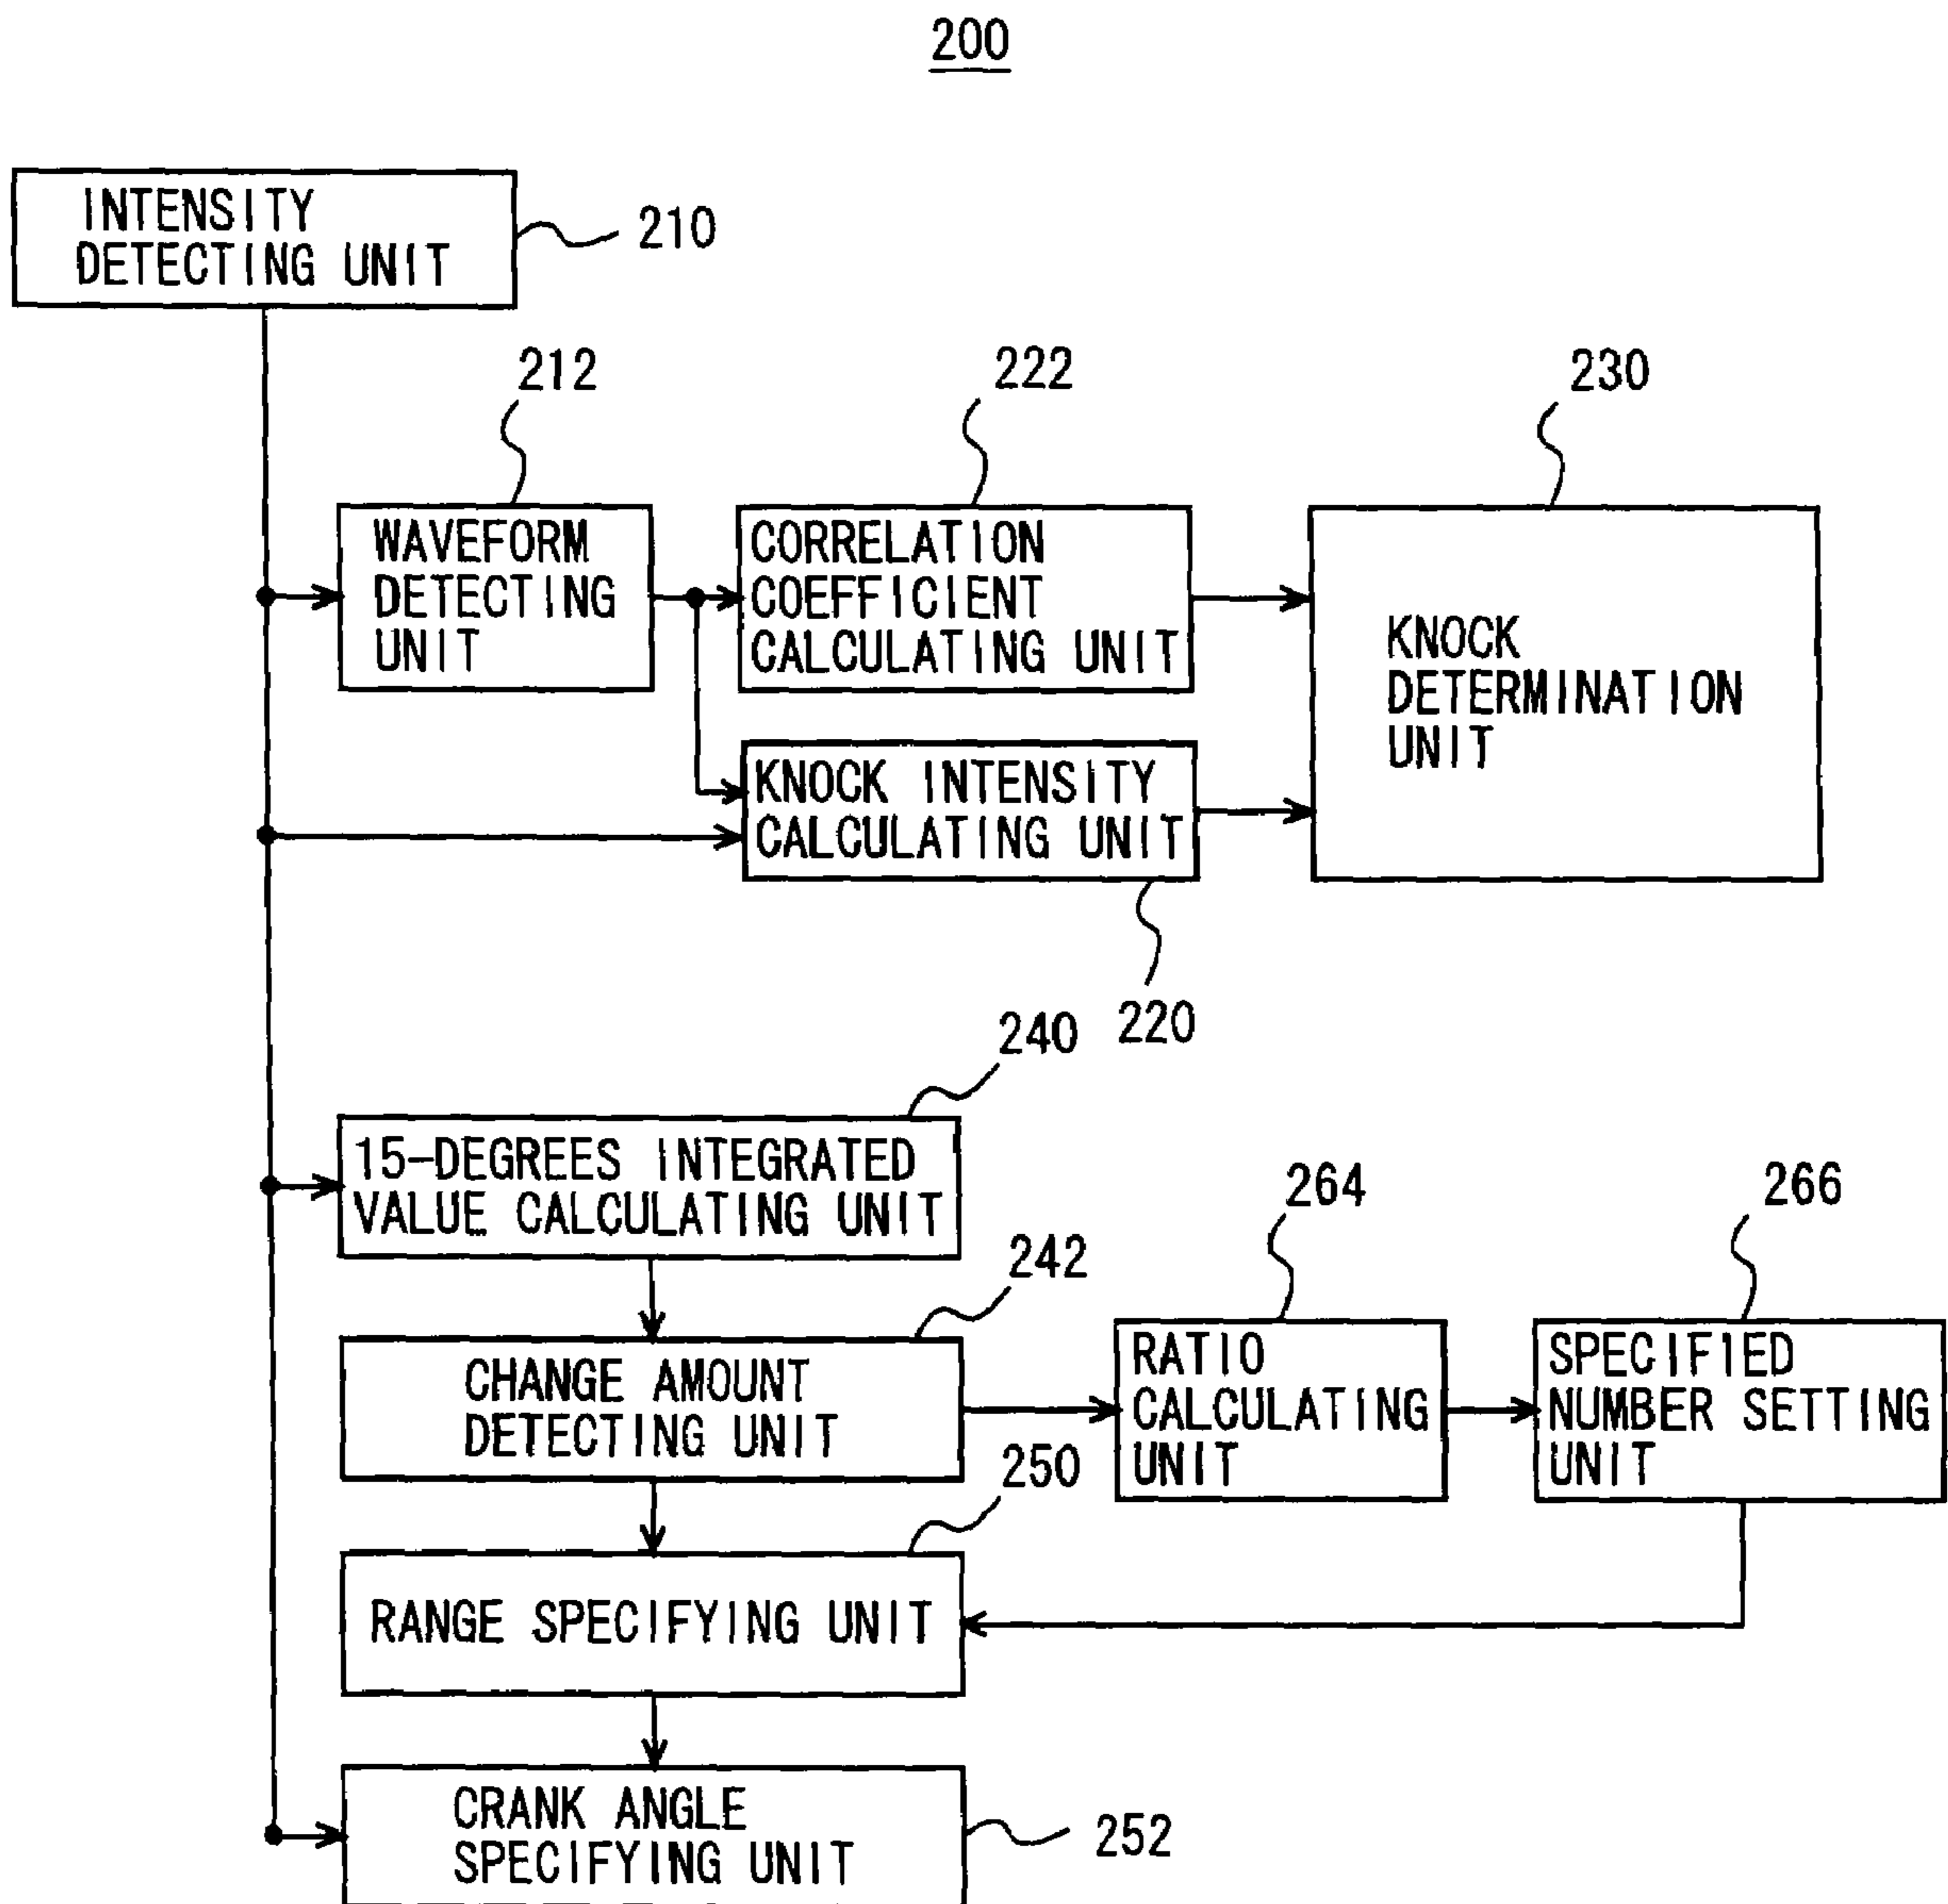 200
INTENSITY
DETECTING UNIT
210
212
222
230
WAVEFORM
DETECTING
UNIT
CORRELATION
COEFFICIENT
CALCULATING UNIT
KNOCK
DETERMINATION
UNIT
KNOCK INTENSITY
CALCULATING UNIT
220
240
15-DEGREES INTEGRATED
VALUE CALCULATING UNIT
242
264
266
CHANGE AMOUNT
DETECTING UNIT
RATIO
CALCULATING
UNIT
SPECIFIED
NUMBER SETTING
UNIT
250
RANGE SPECIFYING UNIT
CRANK ANGLE
SPECIFYING UNIT
252